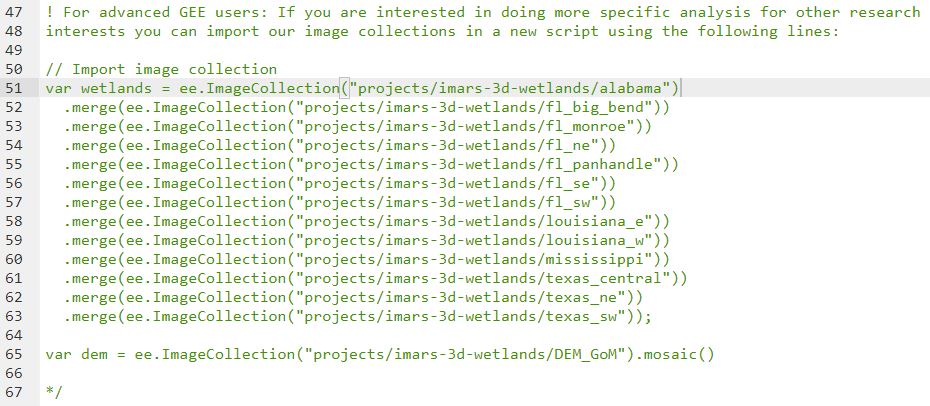 47 ! For advanced GEE users: If you are interested in doing more specific analysis for other research
48 interests you can import our image collections in a new script using the following lines:
49
50 // Import image collection
51 var wetlands = ee.ImageCollection("projects/imars-3d-wetlands/alabama")
52 .merge(ee.ImageCollection("projects/imars-3d-wetlands/fl_big_bend"))
53 .merge(ee.ImageCollection("projects/imars-3d-wetlands/fl_monroe"))
54 .merge(ee.ImageCollection("projects/imars-3d-wetlands/fl_ne"))
55 .merge(ee.ImageCollection("projects/imars-3d-wetlands/fl_panhandle"))
56 .merge(ee.ImageCollection("projects/imars-3d-wetlands/fl_se"))
57 .merge(ee.ImageCollection("projects/imars-3d-wetlands/fl_sw"))
58 .merge(ee.ImageCollection("projects/imars-3d-wetlands/louisiana_e"))
59 .merge(ee.ImageCollection("projects/imars-3d-wetlands/louisiana_w"))
60 .merge(ee.ImageCollection("projects/imars-3d-wetlands/mississippi"))
61 .merge(ee.ImageCollection("projects/imars-3d-wetlands/texas_central"))
62 .merge(ee.ImageCollection("projects/imars-3d-wetlands/texas_ne"))
63 .merge(ee.ImageCollection("projects/imars-3d-wetlands/texas_sw"));
64
65 var dem = ee.ImageCollection("projects/imars-3d-wetlands/DEM_GoM").mosaic()
66
67 */